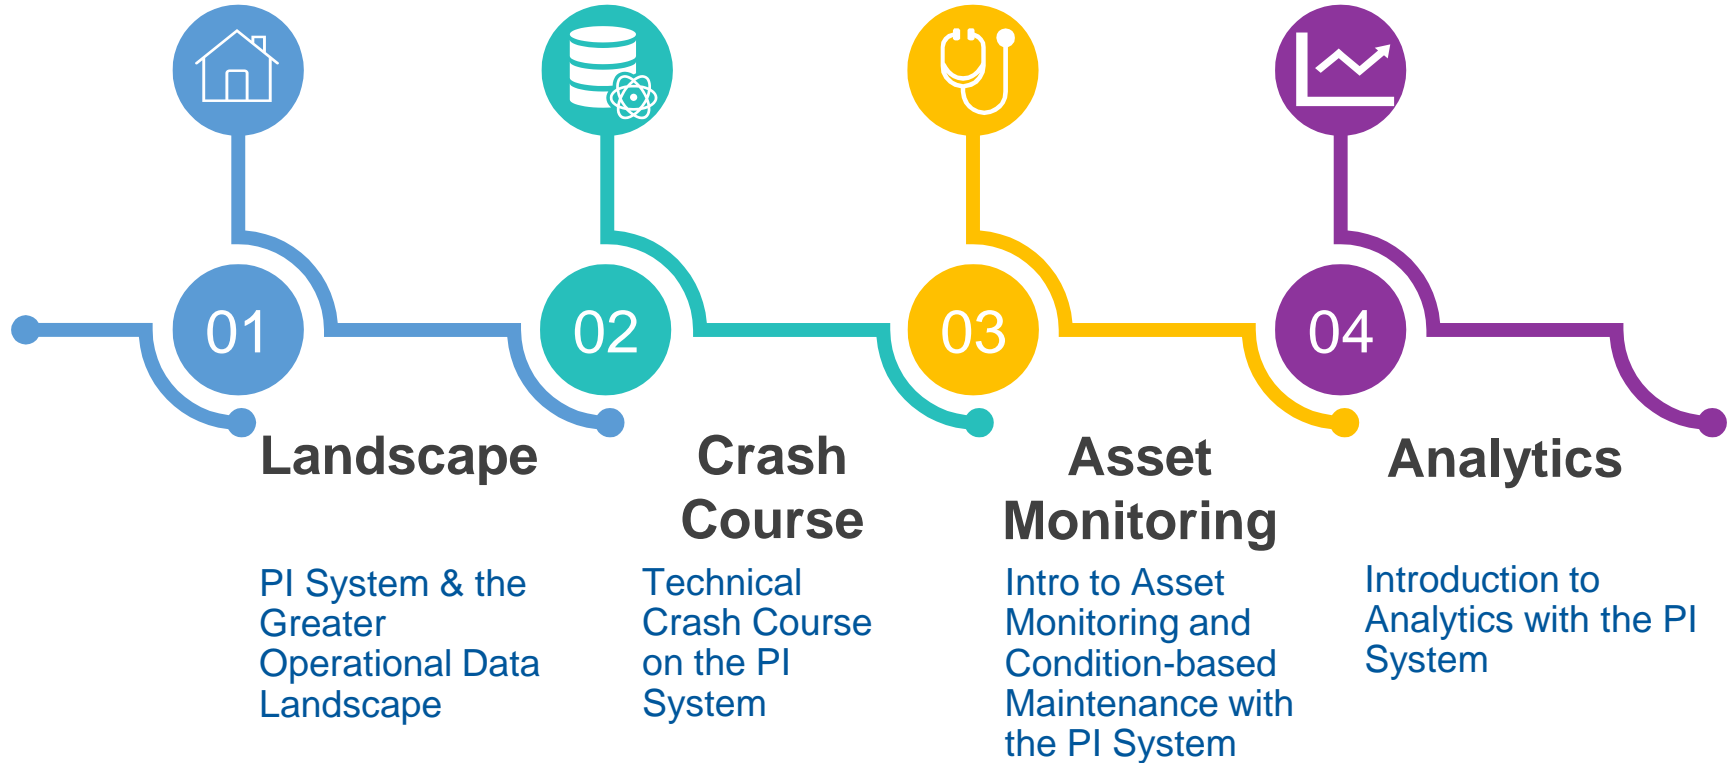 01
02
03
04
Landscape
PI System & the
Greater
Operational Data
Landscape
Crash
Course
Technical
Crash Course
on the PI
System
Asset
Monitoring
Intro to Asset
Monitoring and
Condition-based
Maintenance with
the PI System
Analytics
Introduction to
Analytics with the PI
System